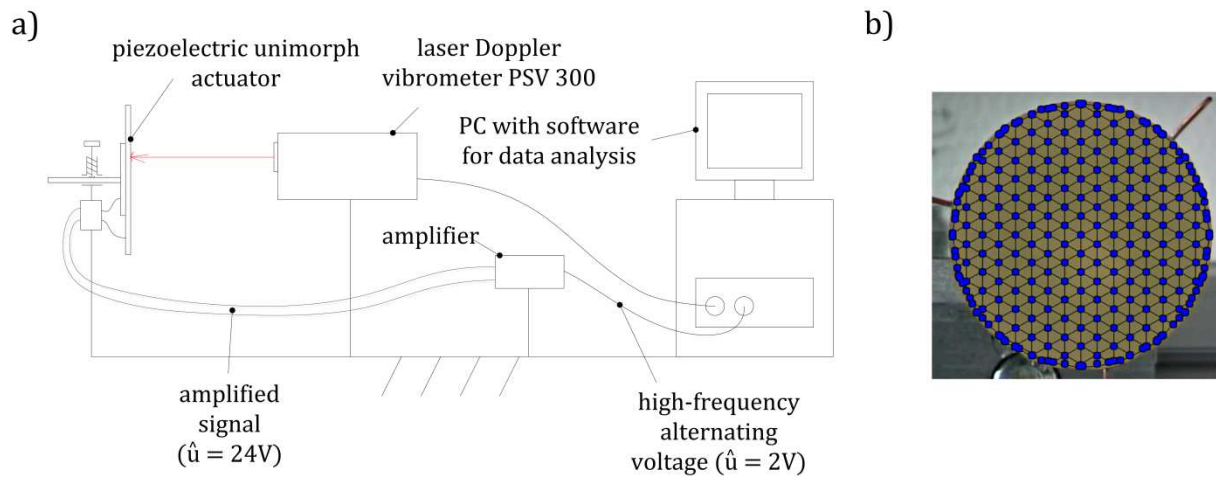 a)
piezoelectric unimorph
actuator
laser Doppler
vibrometer PSV 300
PC with software
for data analysis
amplifier
amplified
signal
(û = 24V)
high-frequency
alternating
voltage (û = 2V)
b)